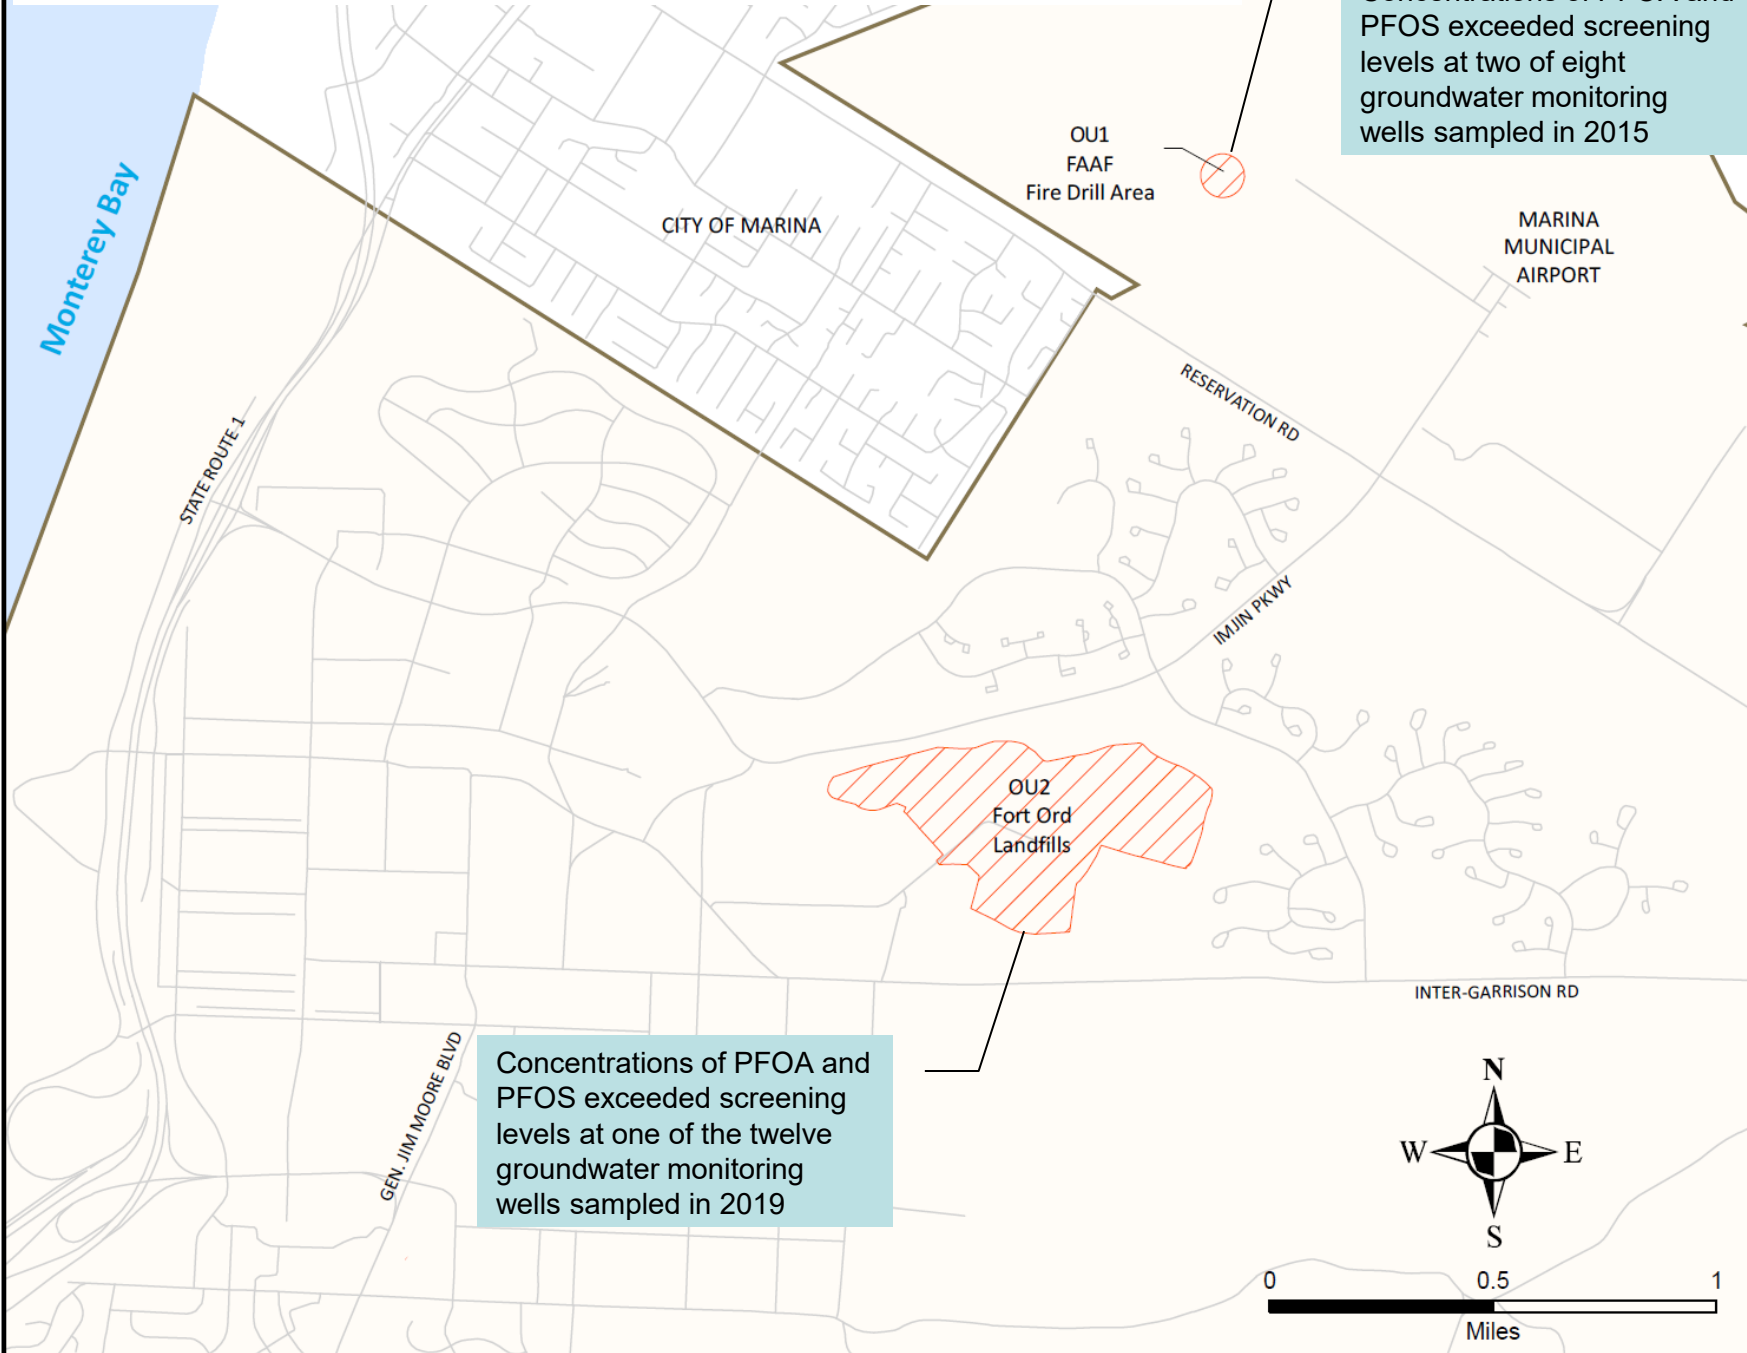 PFOS exceeded screening
levels at two of eight
groundwater monitoring
wells sampled in 2015
OU1
FAAF
Fire Drill Area
CITY OF MARINA
MARINA
MUNICIPAL
AIRPORT
Monterey Bay
RESERVATION RD
STATE ROUTE 1
IMJIN PKWY
OU2
Fort Ord
Landfills
INTER-GARRISON RD
GEN. JIM MOORE BLVD
Concentrations of PFOA and
PFOS exceeded screening
levels at one of the twelve
groundwater monitoring
wells sampled in 2019
N
W
E
S
0
0.5
1
Miles